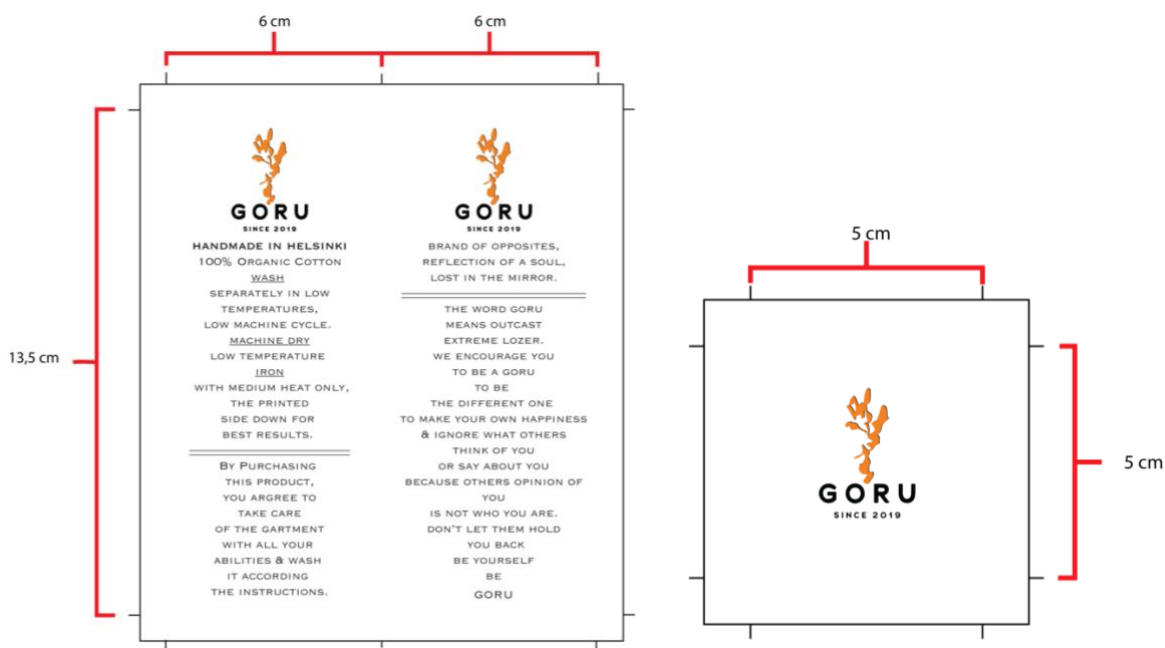 6 cm
6 cm
13,5 cm
GORU
SINCE 2019
HANDMADE IN HELSINKI
100% ORGANIC COTTON
WASH
SEPARATELY IN LOW
TEMPERATURES,
LOW MACHINE CYCLE.
MACHINE DRY
LOW TEMPERATURE
IRON
WITH MEDIUM HEAT ONLY,
THE PRINTED
SIDE DOWN FOR
BEST RESULTS.
BY PURCHASING
THIS PRODUCT,
YOU ARGREE TO
TAKE CARE
OF THE GARTMENT
WITH ALL YOUR
ABILITIES & WASH
IT ACCORDING
THE INSTRUCTIONS.
GORU
SINCE 2019
BRAND OF OPPOSITES,
REFLECTION OF A SOUL,
LOST IN THE MIRROR.
THE WORD GORU
MEANS OUTCAST
EXTREME LOZER.
WE ENCOURAGE YOU
TO BE A GORU
TO BE
THE DIFFERENT ONE
TO MAKE YOUR OWN HAPPINESS
& IGNORE WHAT OTHERS
THINK OF YOU
OR SAY ABOUT YOU
BECAUSE OTHERS OPINION OF
YOU
IS NOT WHO YOU ARE.
DON'T LET THEM HOLD
YOU BACK
BE YOURSELF
BE
GORU
5 cm
5 cm
GORU
SINCE 2019